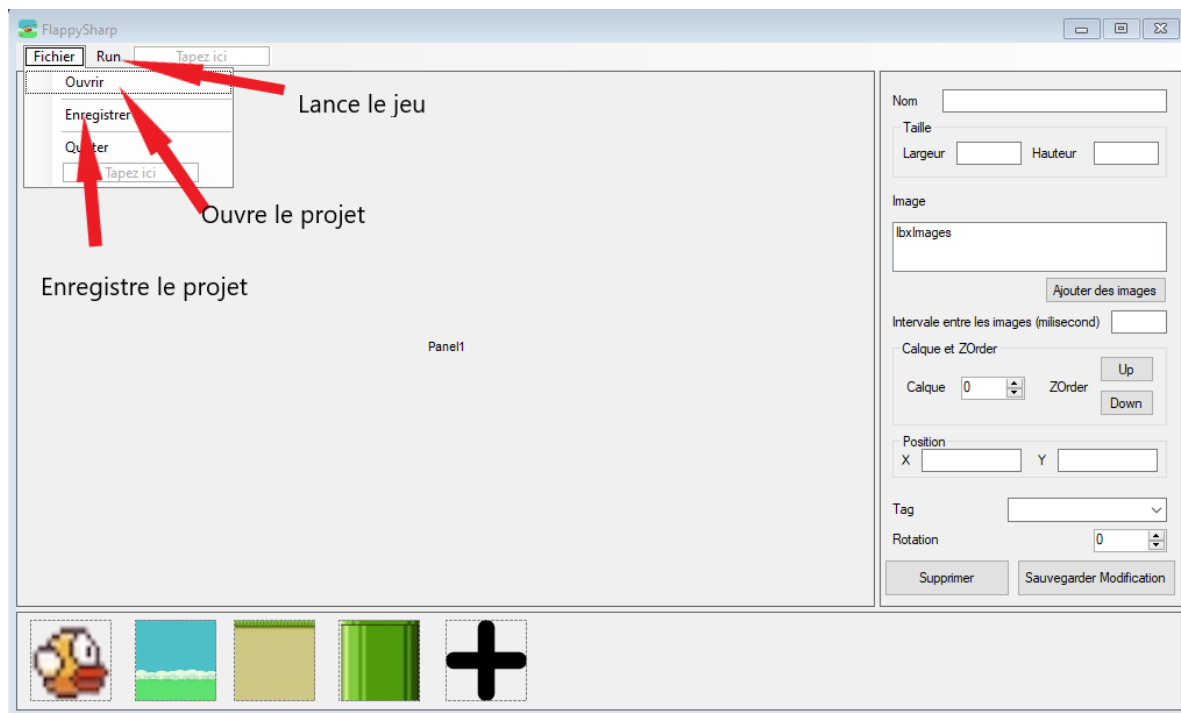 FlappySharp
Fichier Run Tapez ici
Ouvrir
Enregistrer
Tapez ici
Lance le jeu
Ouvre le projet
Enregistre le projet
Panel1
Nom
Taille
Largeur Hauteur
Image
lbxImages
Ajouter des images
Intervale entre les images (milisecond)
Calque et ZOrder
Up
Calque 0 ZOrder
Down
Position
X Y
Tag
Rotation 0
Supprimer Sauvegarder Modification